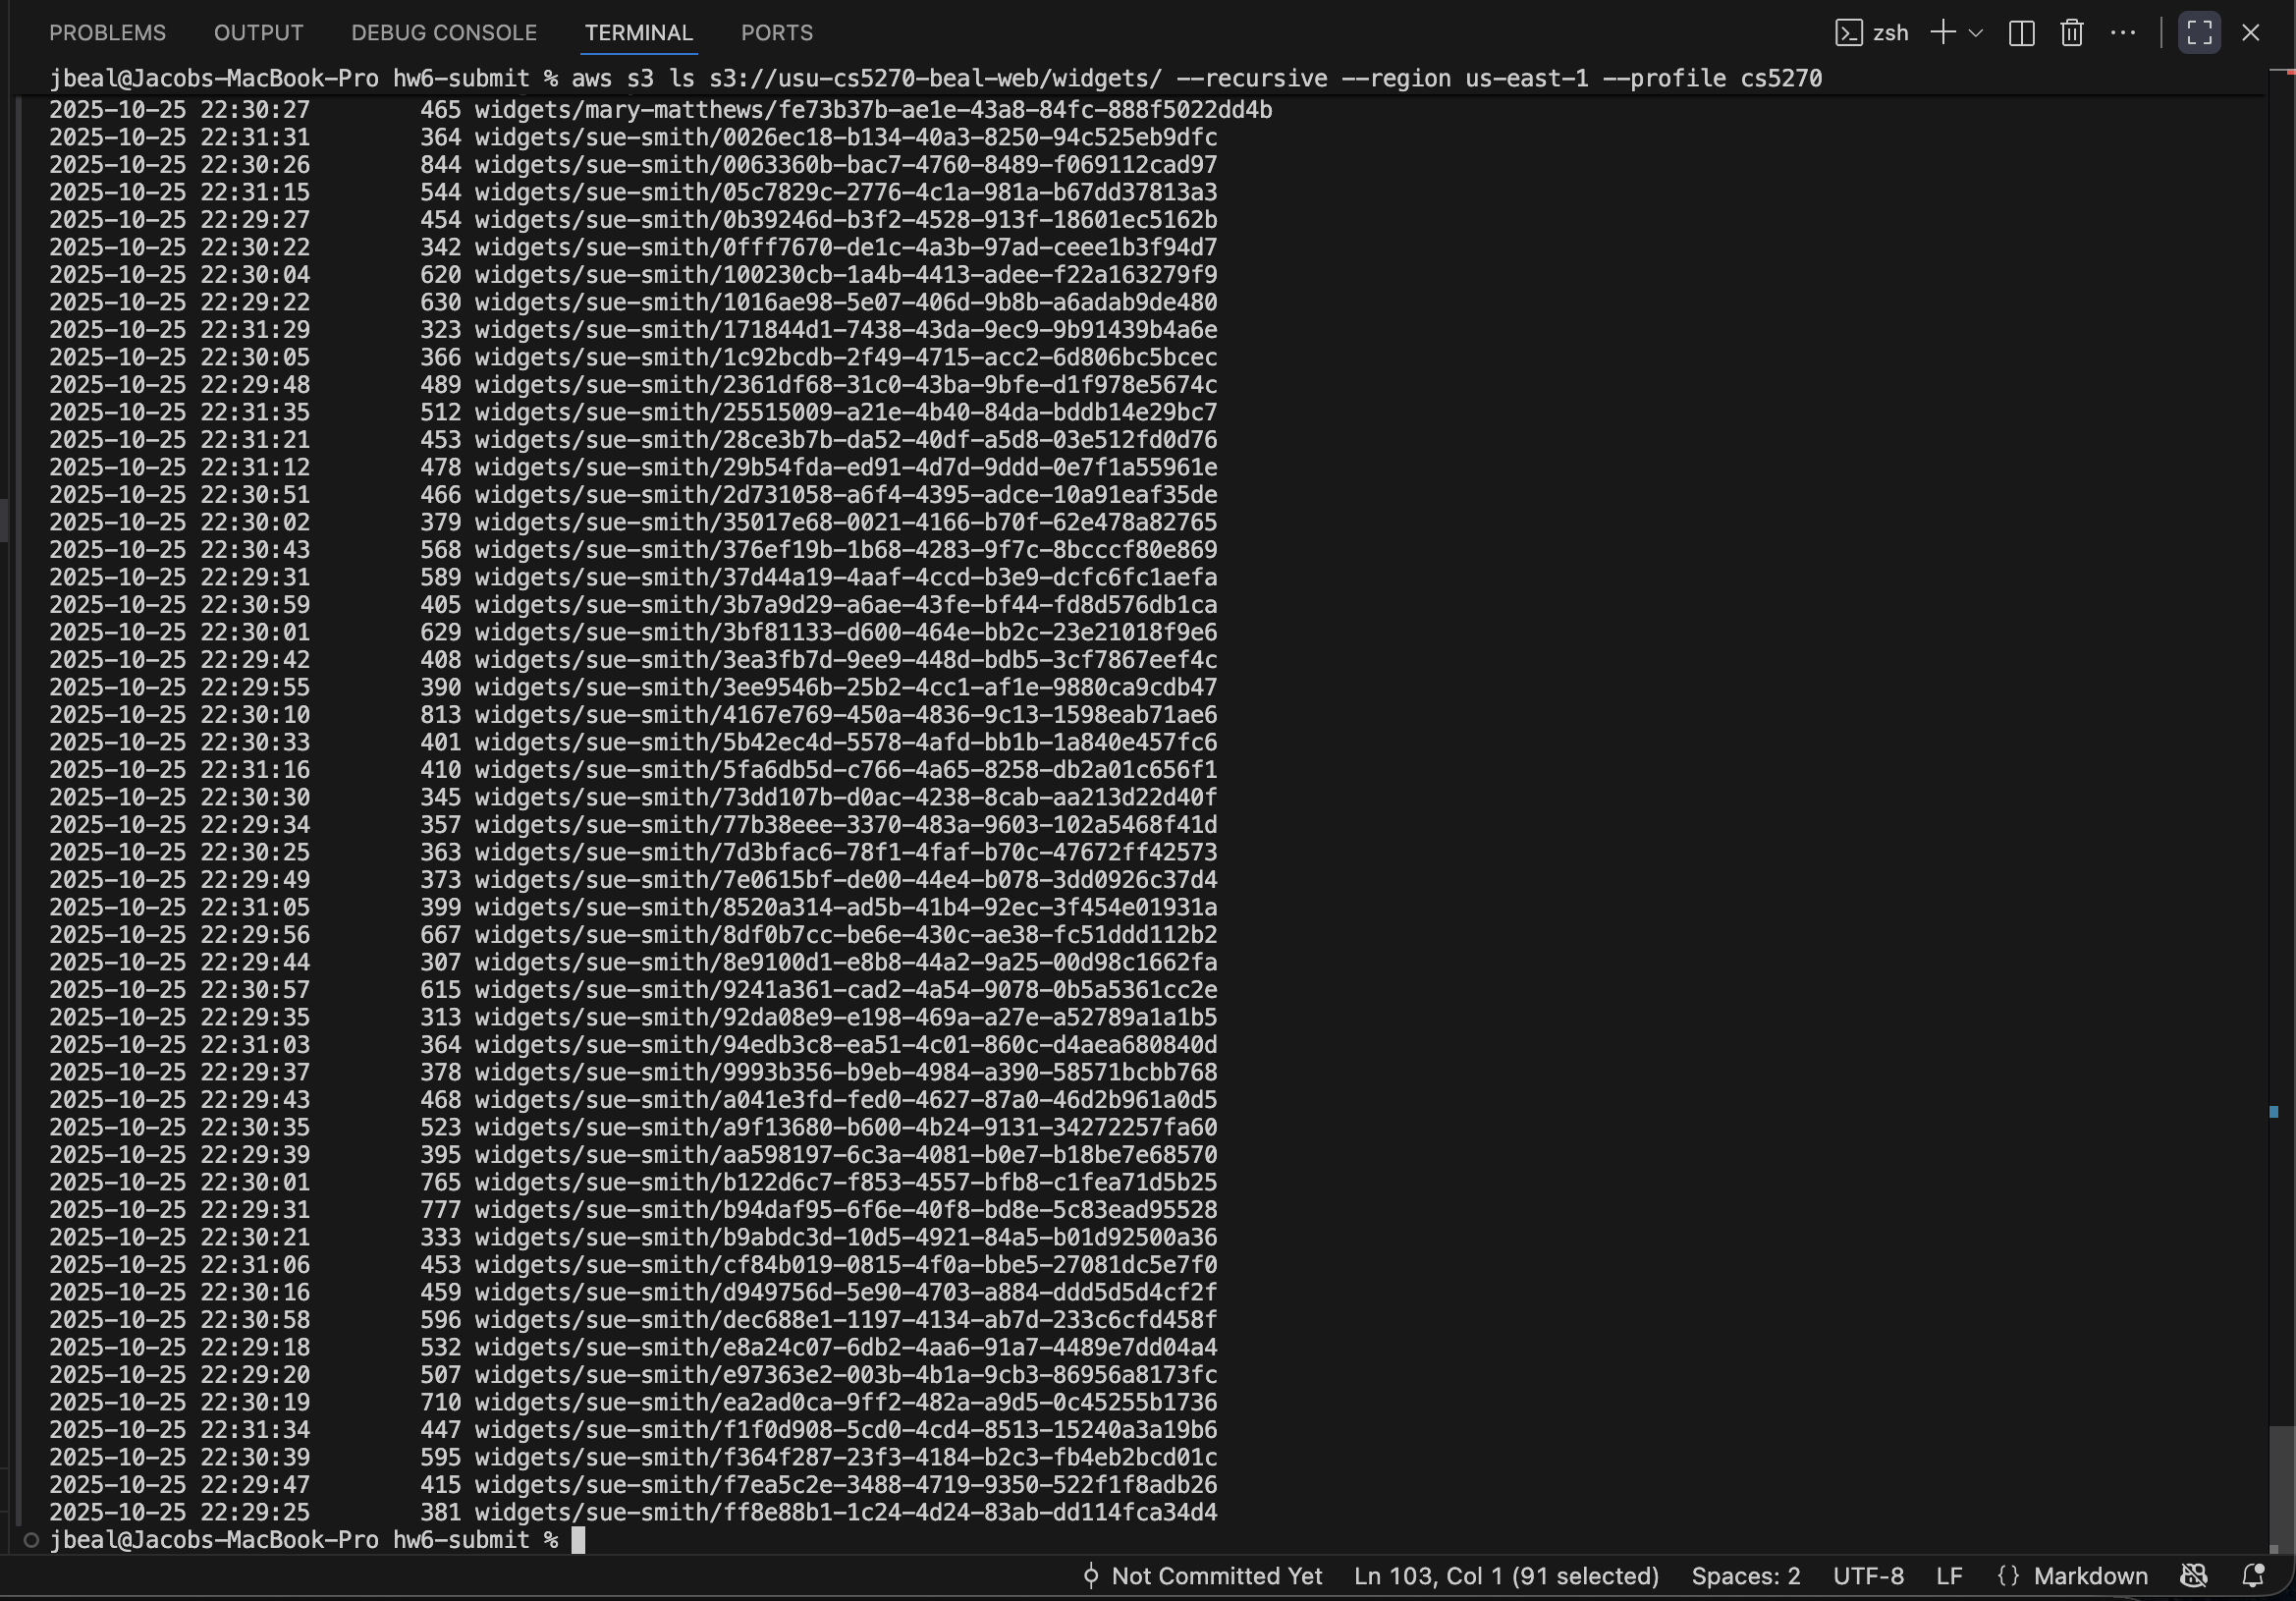 PROBLEMS OUTPUT DEBUG CONSOLE TERMINAL PORTS zsh
jbeal@Jacobs-MacBook-Pro hw6-submit % aws s3 ls s3://usu-cs5270-beal-web/widgets/ --recursive --region us-east-1 --profile cs5270
2025-10-25 22:30:27 465 widgets/mary-matthews/fe73b37b-ae1e-43a8-84fc-888f5022dd4b
2025-10-25 22:31:31 364 widgets/sue-smith/0026ec18-b134-40a3-8250-94c525eb9dfc
2025-10-25 22:30:26 844 widgets/sue-smith/0063360b-bac7-4760-8489-f069112cad97
2025-10-25 22:31:15 544 widgets/sue-smith/05c7829c-2776-4c1a-981a-b67dd37813a3
2025-10-25 22:29:27 454 widgets/sue-smith/0b39246d-b3f2-4528-913f-18601ec5162b
2025-10-25 22:30:22 342 widgets/sue-smith/0fff7670-de1c-4a3b-97ad-ceee1b3f94d7
2025-10-25 22:30:04 620 widgets/sue-smith/100230cb-1a4b-4413-adee-f22a163279f9
2025-10-25 22:29:22 630 widgets/sue-smith/1016ae98-5e07-406d-9b8b-a6adab9de480
2025-10-25 22:31:29 323 widgets/sue-smith/171844d1-7438-43da-9ec9-9b91439b4a6e
2025-10-25 22:30:05 366 widgets/sue-smith/1c92bcdb-2f49-4715-acc2-6d806bc5bcec
2025-10-25 22:29:48 489 widgets/sue-smith/2361df68-31c0-43ba-9bfe-d1f978e5674c
2025-10-25 22:31:35 512 widgets/sue-smith/25515009-a21e-4b40-84da-bddb14e29bc7
2025-10-25 22:31:21 453 widgets/sue-smith/28ce3b7b-da52-40df-a5d8-03e512fd0d76
2025-10-25 22:31:12 478 widgets/sue-smith/29b54fda-ed91-4d7d-9ddd-0e7f1a55961e
2025-10-25 22:30:51 466 widgets/sue-smith/2d731058-a6f4-4395-adce-10a91eaf35de
2025-10-25 22:30:02 379 widgets/sue-smith/35017e68-0021-4166-b70f-62e478a82765
2025-10-25 22:30:43 568 widgets/sue-smith/376ef19b-1b68-4283-9f7c-8bcccf80e869
2025-10-25 22:29:31 589 widgets/sue-smith/37d44a19-4aaf-4ccd-b3e9-dcfc6fc1aefa
2025-10-25 22:30:59 405 widgets/sue-smith/3b7a9d29-a6ae-43fe-bf44-fd8d576db1ca
2025-10-25 22:30:01 629 widgets/sue-smith/3bf81133-d600-464e-bb2c-23e21018f9e6
2025-10-25 22:29:42 408 widgets/sue-smith/3ea3fb7d-9ee9-448d-bdb5-3cf7867eef4c
2025-10-25 22:29:55 390 widgets/sue-smith/3ee9546b-25b2-4cc1-af1e-9880ca9cdb47
2025-10-25 22:30:10 813 widgets/sue-smith/4167e769-450a-4836-9c13-1598eab71ae6
2025-10-25 22:30:33 401 widgets/sue-smith/5b42ec4d-5578-4afd-bb1b-1a840e457fc6
2025-10-25 22:31:16 410 widgets/sue-smith/5fa6db5d-c766-4a65-8258-db2a01c656f1
2025-10-25 22:30:30 345 widgets/sue-smith/73dd107b-d0ac-4238-8cab-aa213d22d40f
2025-10-25 22:29:34 357 widgets/sue-smith/77b38eee-3370-483a-9603-102a5468f41d
2025-10-25 22:30:25 363 widgets/sue-smith/7d3bfac6-78f1-4faf-b70c-47672ff42573
2025-10-25 22:29:49 373 widgets/sue-smith/7e0615bf-de00-44e4-b078-3dd0926c37d4
2025-10-25 22:31:05 399 widgets/sue-smith/8520a314-ad5b-41b4-92ec-3f454e01931a
2025-10-25 22:29:56 667 widgets/sue-smith/8df0b7cc-be6e-430c-ae38-fc51ddd112b2
2025-10-25 22:29:44 307 widgets/sue-smith/8e9100d1-e8b8-44a2-9a25-00d98c1662fa
2025-10-25 22:30:57 615 widgets/sue-smith/9241a361-cad2-4a54-9078-0b5a5361cc2e
2025-10-25 22:29:35 313 widgets/sue-smith/92da08e9-e198-469a-a27e-a52789a1a1b5
2025-10-25 22:31:03 364 widgets/sue-smith/94edb3c8-ea51-4c01-860c-d4aea680840d
2025-10-25 22:29:37 378 widgets/sue-smith/9993b356-b9eb-4984-a390-58571bcbb768
2025-10-25 22:29:43 468 widgets/sue-smith/a041e3fd-fed0-4627-87a0-46d2b961a0d5
2025-10-25 22:30:35 523 widgets/sue-smith/a9f13680-b600-4b24-9131-34272257fa60
2025-10-25 22:29:39 395 widgets/sue-smith/aa598197-6c3a-4081-b0e7-b18be7e68570
2025-10-25 22:30:01 765 widgets/sue-smith/b122d6c7-f853-4557-bfb8-c1fea71d5b25
2025-10-25 22:29:31 777 widgets/sue-smith/b94daf95-6f6e-40f8-bd8e-5c83ead95528
2025-10-25 22:30:21 333 widgets/sue-smith/b9abdc3d-10d5-4921-84a5-b01d92500a36
2025-10-25 22:31:06 453 widgets/sue-smith/cf84b019-0815-4f0a-bbe5-27081dc5e7f0
2025-10-25 22:30:16 459 widgets/sue-smith/d949756d-5e90-4703-a884-ddd5d5d4cf2f
2025-10-25 22:30:58 596 widgets/sue-smith/dec688e1-1197-4134-ab7d-233c6cfd458f
2025-10-25 22:29:18 532 widgets/sue-smith/e8a24c07-6db2-4aa6-91a7-4489e7dd04a4
2025-10-25 22:29:20 507 widgets/sue-smith/e97363e2-003b-4b1a-9cb3-86956a8173fc
2025-10-25 22:30:19 710 widgets/sue-smith/ea2ad0ca-9ff2-482a-a9d5-0c45255b1736
2025-10-25 22:31:34 447 widgets/sue-smith/f1f0d908-5cd0-4cd4-8513-15240a3a19b6
2025-10-25 22:30:39 595 widgets/sue-smith/f364f287-23f3-4184-b2c3-fb4eb2bcd01c
2025-10-25 22:29:47 415 widgets/sue-smith/f7ea5c2e-3488-4719-9350-522f1f8adb26
2025-10-25 22:29:25 381 widgets/sue-smith/ff8e88b1-1c24-4d24-83ab-dd114fca34d4
jbeal@Jacobs-MacBook-Pro hw6-submit %
Not Committed Yet Ln 103, Col 1 (91 selected) Spaces: 2 UTF-8 LF {} Markdown